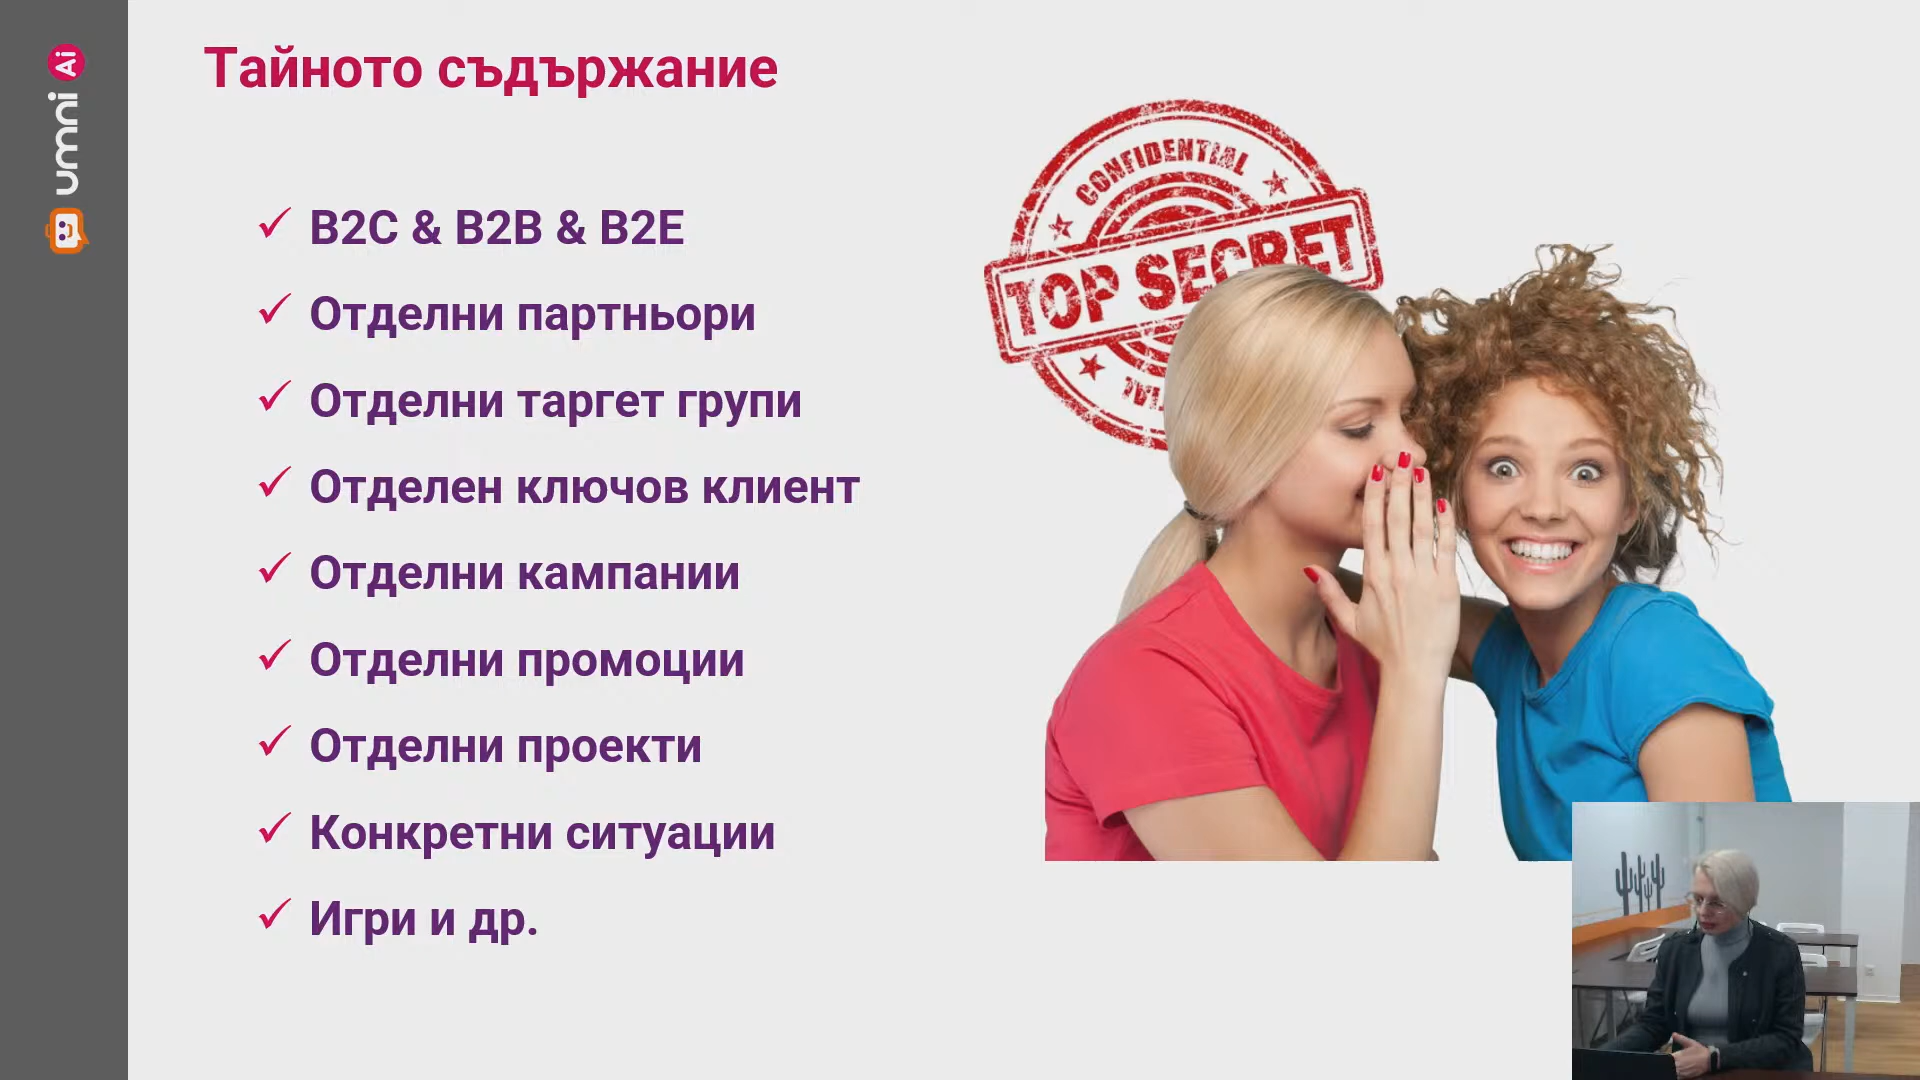 umni Ai
Тайното съдържание
CONFIDENTIAL
TOP SECRET
B2C & B2B & B2E
Отделни партньори
Отделни таргет групи
Отделен ключов клиент
Отделни кампании
Отделни промоции
Отделни проекти
Конкретни ситуации
Игри и др.